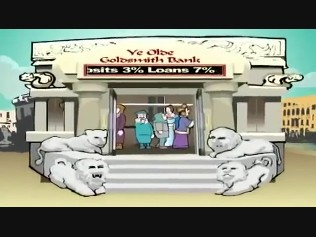 Ye Olde
Goldsmith Bank
osits 3% Loans 7%